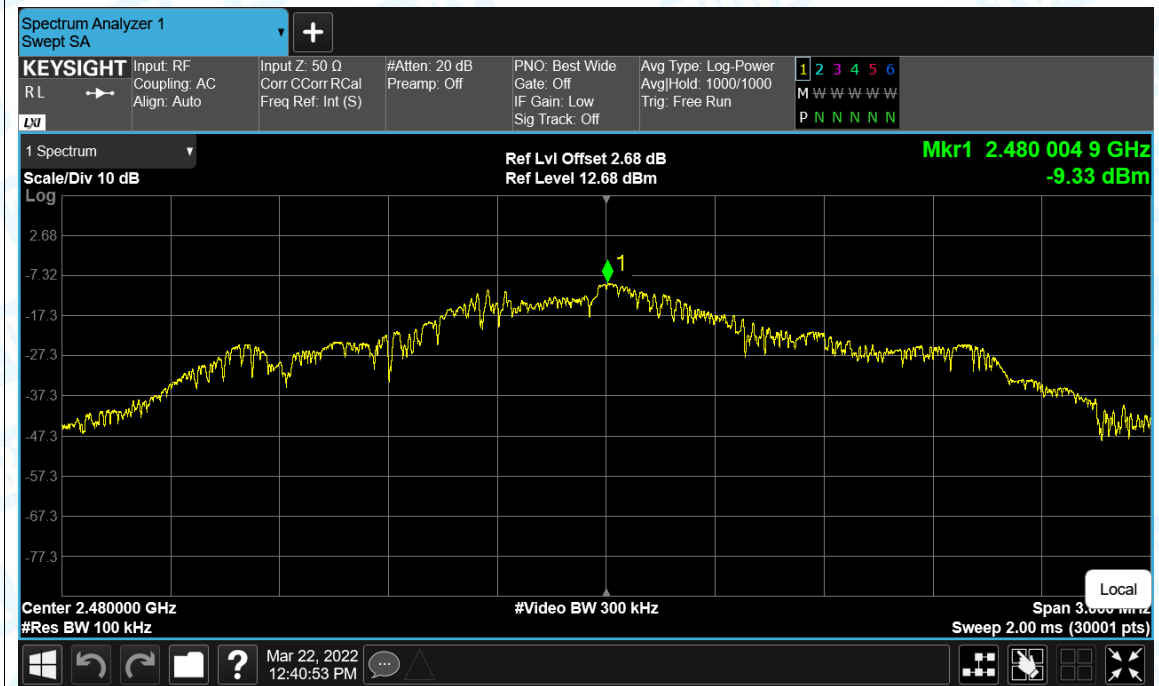 Spectrum Analyzer 1
Swept SA
KEYSIGHT
R L
LXI
Input: RF
Coupling: AC
Align: Auto
Input Z: 50 Ω
Corr CCorr RCal
Freq Ref: Int (S)
#Atten: 20 dB
Preamp: Off
PNO: Best Wide
Gate: Off
IF Gain: Low
Sig Track: Off
Avg Type: Log-Power
Avg|Hold: 1000/1000
Trig: Free Run
1 2 3 4 5 6
M W W W W W
P N N N N N
1 Spectrum
Scale/Div 10 dB
Log
Ref Lvl Offset 2.68 dB
Ref Level 12.68 dBm
Mkr1 2.480 004 9 GHz
-9.33 dBm
1
2.68
-7.32
-17.3
-27.3
-37.3
-47.3
-57.3
-67.3
-77.3
Local
Center 2.480000 GHz
#Video BW 300 kHz
Span 3.000 MHz
#Res BW 100 kHz
Sweep 2.00 ms (30001 pts)
?
Mar 22, 2022
12:40:53 PM